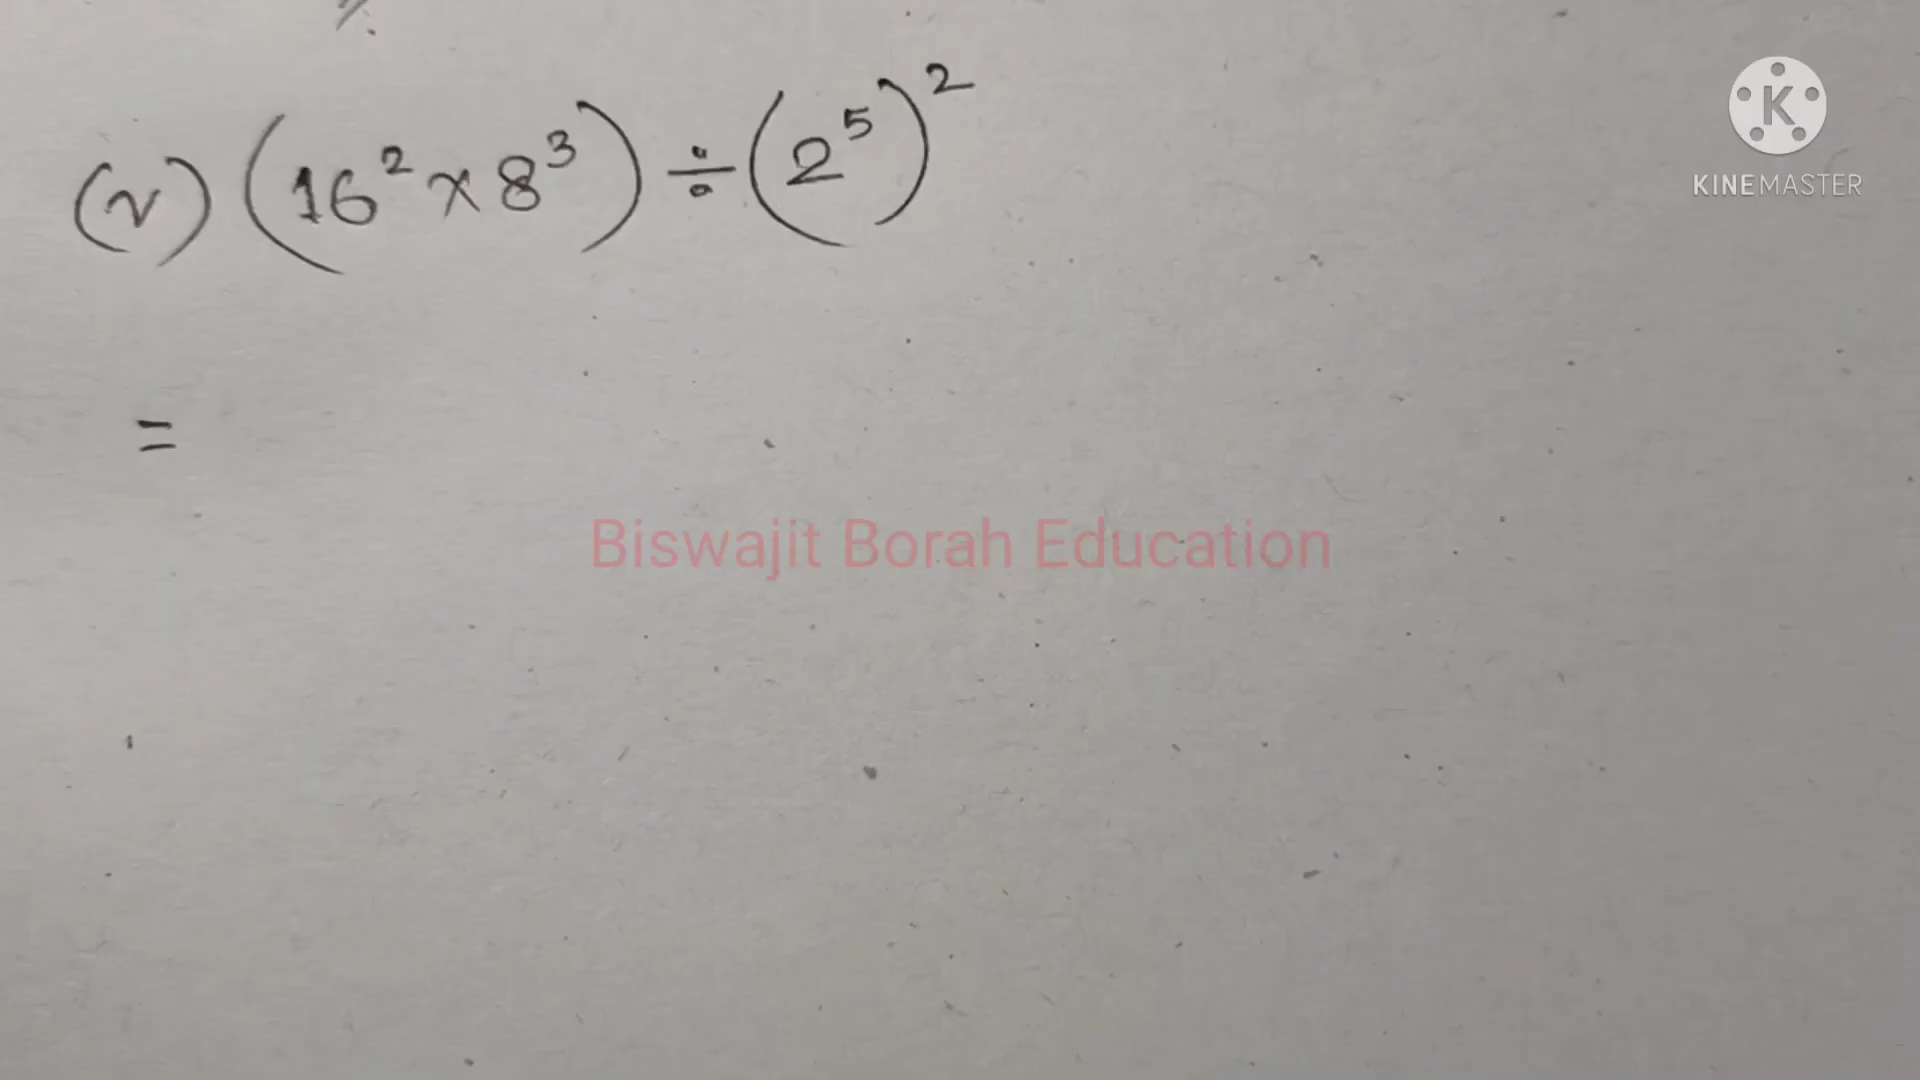 (v) (16² × 8³) ÷ (2⁵)²
KINEMASTER
=
Biswajit Borah Education